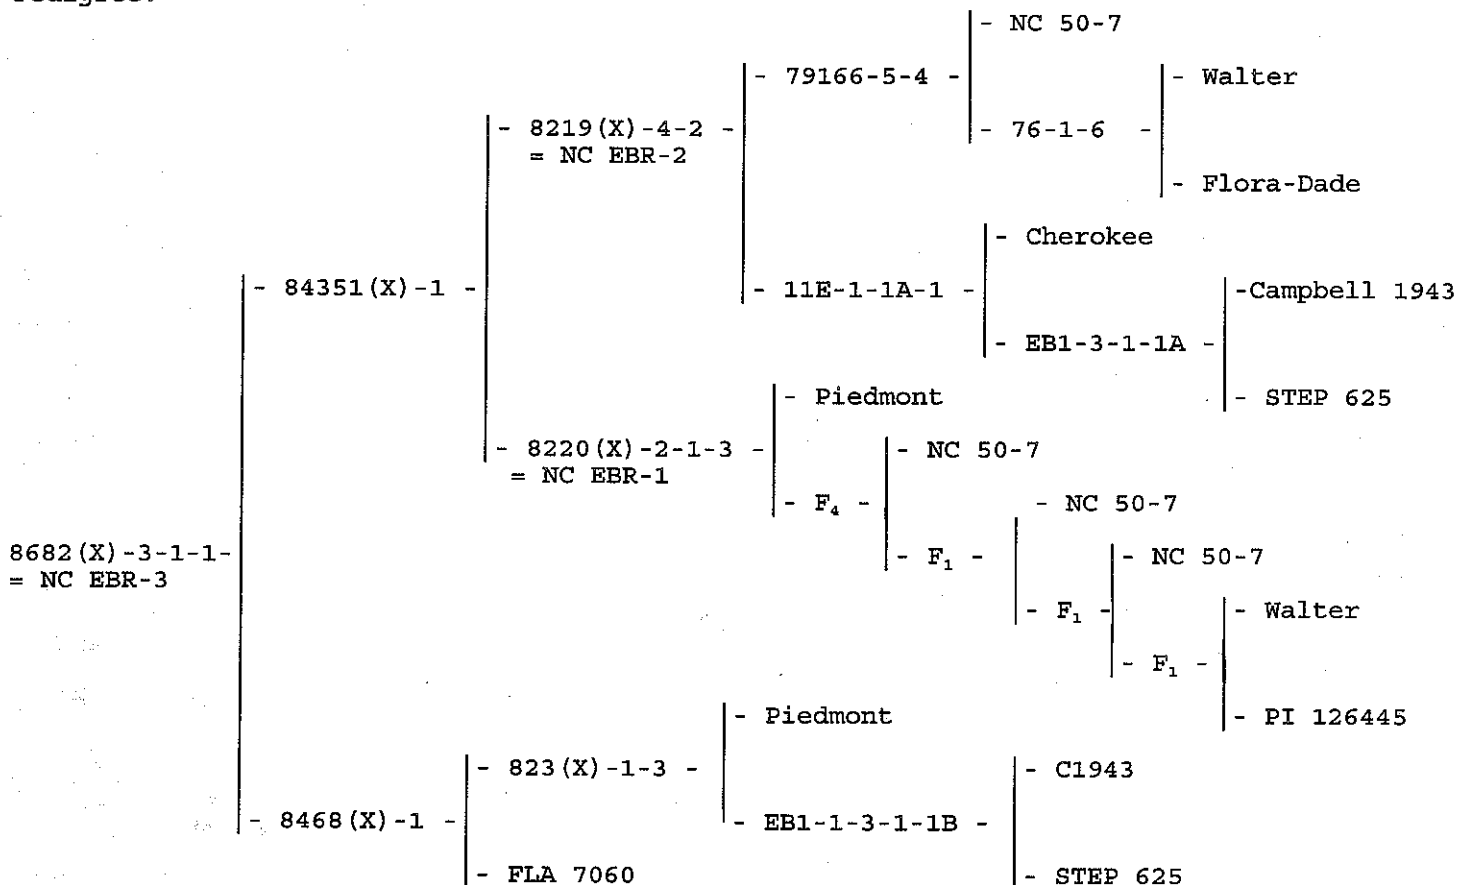 - NC 50-7
- 79166-5-4 -
- Walter
- 8219(X)-4-2 -
= NC EBR-2
- 76-1-6 -
- Flora-Dade
- Cherokee
- 84351(X)-1 -
- 11E-1-1A-1 -
-Campbell 1943
- EB1-3-1-1A -
- Piedmont
- STEP 625
- 8220(X)-2-1-3 -
= NC EBR-1
- NC 50-7
- F₄ -
- NC 50-7
8682(X)-3-1-1-
= NC EBR-3
- F₁ -
- NC 50-7
- F₁ -
- Walter
- F₁ -
- Piedmont
- PI 126445
- 823(X)-1-3 -
- C1943
- 8468(X)-1 -
- EB1-1-3-1-1B -
- FLA 7060
- STEP 625